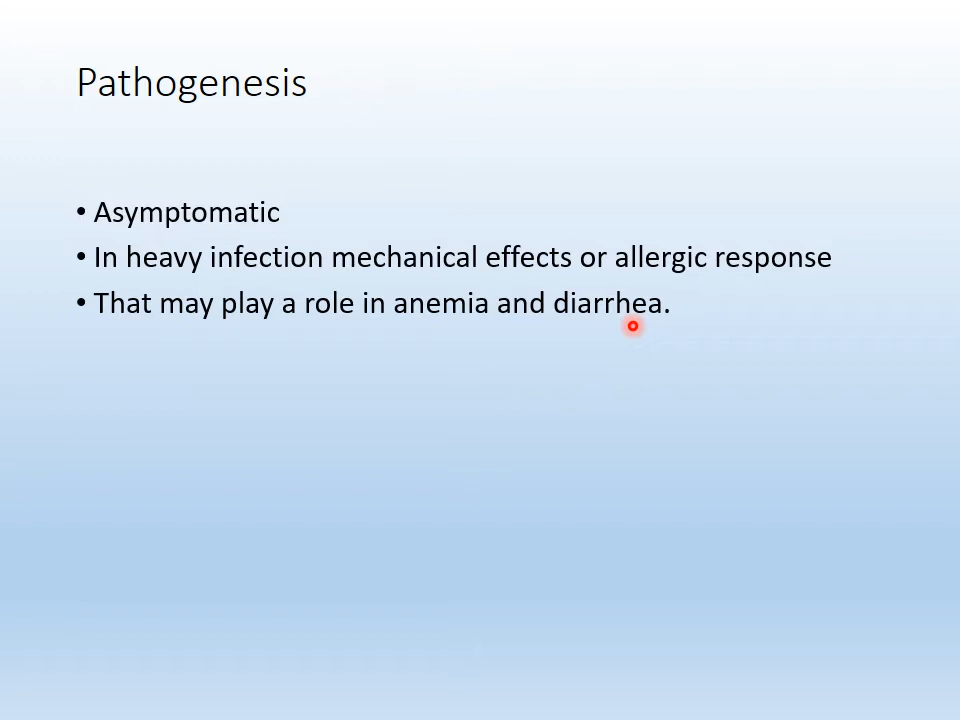 Pathogenesis
• Asymptomatic
• In heavy infection mechanical effects or allergic response
• That may play a role in anemia and diarrhea.